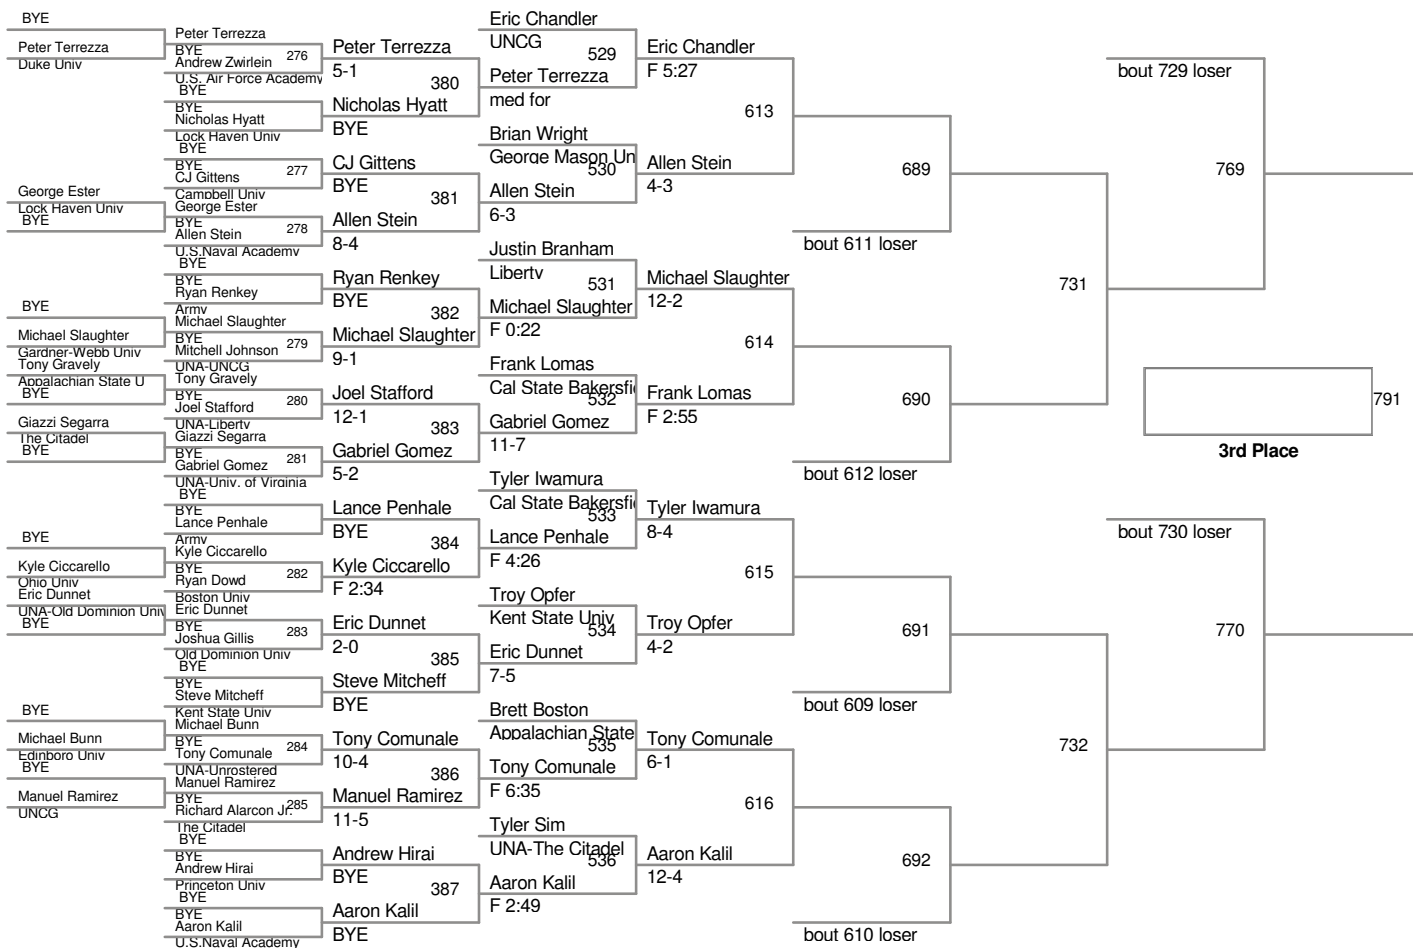 BYE
Peter Terrezza
Duke Univ
George Ester
Lock Haven Univ
BYE
BYE
Michael Slaughter
Gardner-Webb Univ
Tony Gravely
Appalachian State U
BYE
Giazzi Segarra
The Citadel
BYE
BYE
Kyle Ciccarello
Ohio Univ
Eric Dunnet
UNA-Old Dominion Univ
BYE
BYE
Michael Bunn
Edinboro Univ
BYE
Manuel Ramirez
UNCG
Peter Terrezza
BYE
Andrew Zwirlein
276
U.S. Air Force Academy
BYE
BYE
Nicholas Hyatt
Lock Haven Univ
BYE
BYE
CJ Gittens
277
Campbell Univ
George Ester
BYE
Allen Stein
278
U.S.Naval Academy
BYE
BYE
Ryan Renkey
Army
Michael Slaughter
BYE
Mitchell Johnson
279
UNA-UNCG
Tony Gravely
BYE
Joel Stafford
280
UNA-Liberty
Giazzi Segarra
BYE
Gabriel Gomez
281
UNA-Univ. of Virginia
BYE
BYE
Lance Penhale
Army
Kyle Ciccarello
BYE
Ryan Dowd
282
Boston Univ
Eric Dunnet
BYE
Joshua Gillis
283
Old Dominion Univ
BYE
BYE
Steve Mitcheff
Kent State Univ
Michael Bunn
BYE
Tony Comunale
284
UNA-Unrostered
Manuel Ramirez
BYE
Richard Alarcon Jr.
285
The Citadel
BYE
BYE
Andrew Hirai
Princeton Univ
BYE
BYE
Aaron Kalil
U.S.Naval Academy
Peter Terrezza
5-1
380
Nicholas Hyatt
BYE
CJ Gittens
BYE
381
Allen Stein
8-4
Ryan Renkey
BYE
382
Michael Slaughter
9-1
Joel Stafford
12-1
383
Gabriel Gomez
5-2
Lance Penhale
BYE
384
Kyle Ciccarello
F 2:34
Eric Dunnet
2-0
385
Steve Mitcheff
BYE
Tony Comunale
10-4
386
Manuel Ramirez
11-5
Andrew Hirai
BYE
387
Aaron Kalil
BYE
Eric Chandler
UNCG
529
Peter Terrezza
med for
Brian Wright
George Mason Un
530
Allen Stein
6-3
Justin Branham
Liberty
531
Michael Slaughter
F 0:22
Frank Lomas
Cal State Bakersfi
532
Gabriel Gomez
11-7
Tyler Iwamura
Cal State Bakersfi
533
Lance Penhale
F 4:26
Troy Opfer
Kent State Univ
534
Eric Dunnet
7-5
Brett Boston
Appalachian State
535
Tony Comunale
F 6:35
Tyler Sim
UNA-The Citadel
536
Aaron Kalil
F 2:49
Eric Chandler
F 5:27
613
Allen Stein
4-3
Michael Slaughter
12-2
614
Frank Lomas
F 2:55
Tyler Iwamura
8-4
615
Troy Opfer
4-2
Tony Comunale
6-1
616
Aaron Kalil
12-4
689
bout 611 loser
690
bout 612 loser
691
bout 609 loser
692
bout 610 loser
731
732
bout 729 loser
769
bout 730 loser
770
791
3rd Place